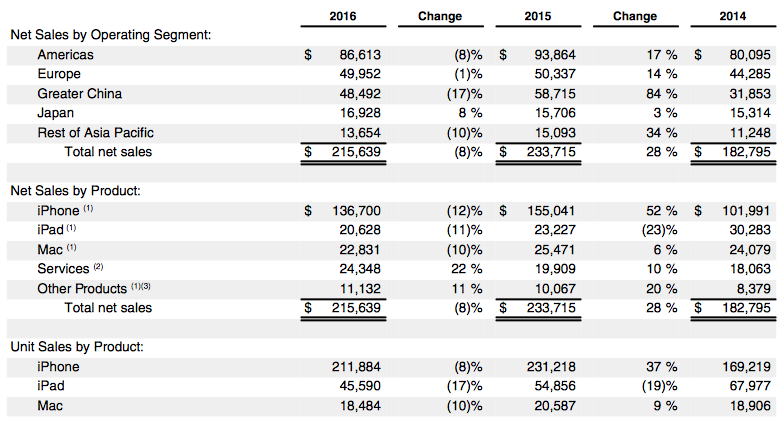 2016 Change 2015 Change 2014
Net Sales by Operating Segment:
Americas $ 86,613 (8)% $ 93,864 17 % $ 80,095
Europe 49,952 (1)% 50,337 14 % 44,285
Greater China 48,492 (17)% 58,715 84 % 31,853
Japan 16,928 8 % 15,706 3 % 15,314
Rest of Asia Pacific 13,654 (10)% 15,093 34 % 11,248
Total net sales $ 215,639 (8)% $ 233,715 28 % $ 182,795
Net Sales by Product:
iPhone (1) $ 136,700 (12)% $ 155,041 52 % $ 101,991
iPad (1) 20,628 (11)% 23,227 (23)% 30,283
Mac (1) 22,831 (10)% 25,471 6 % 24,079
Services (2) 24,348 22 % 19,909 10 % 18,063
Other Products (1)(3) 11,132 11 % 10,067 20 % 8,379
Total net sales $ 215,639 (8)% $ 233,715 28 % $ 182,795
Unit Sales by Product:
iPhone 211,884 (8)% 231,218 37 % 169,219
iPad 45,590 (17)% 54,856 (19)% 67,977
Mac 18,484 (10)% 20,587 9 % 18,906